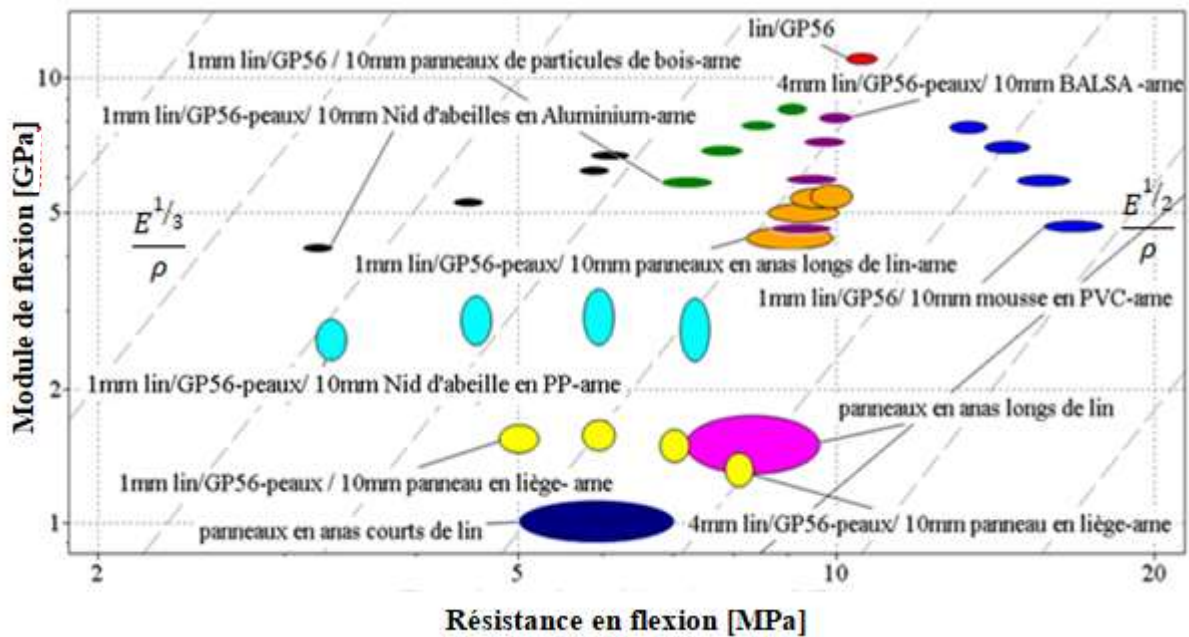 lin/GP56
1mm lin/GP56 / 10mm panneaux de particules de bois-ame
10
4mm lin/GP56-peaux/ 10mm BALSA -ame
1mm lin/GP56-peaux/ 10mm Nid d'abeilles en Aluminium-ame
Module de flexion [GPa]
5
E^1/3
ρ
E^1/2
ρ
1mm lin/GP56-peaux/ 10mm panneaux en anas longs de lin-ame
1mm lin/GP56/ 10mm mousse en PVC-ame
2
1mm lin/GP56-peaux/ 10mm Nid d'abeille en PP-ame
panneaux en anas longs de lin
1mm lin/GP56-peaux / 10mm panneau en liège- ame
1
panneaux en anas courts de lin
4mm lin/GP56-peaux/ 10mm panneau en liège-ame
2 5 10 20
Résistance en flexion [MPa]